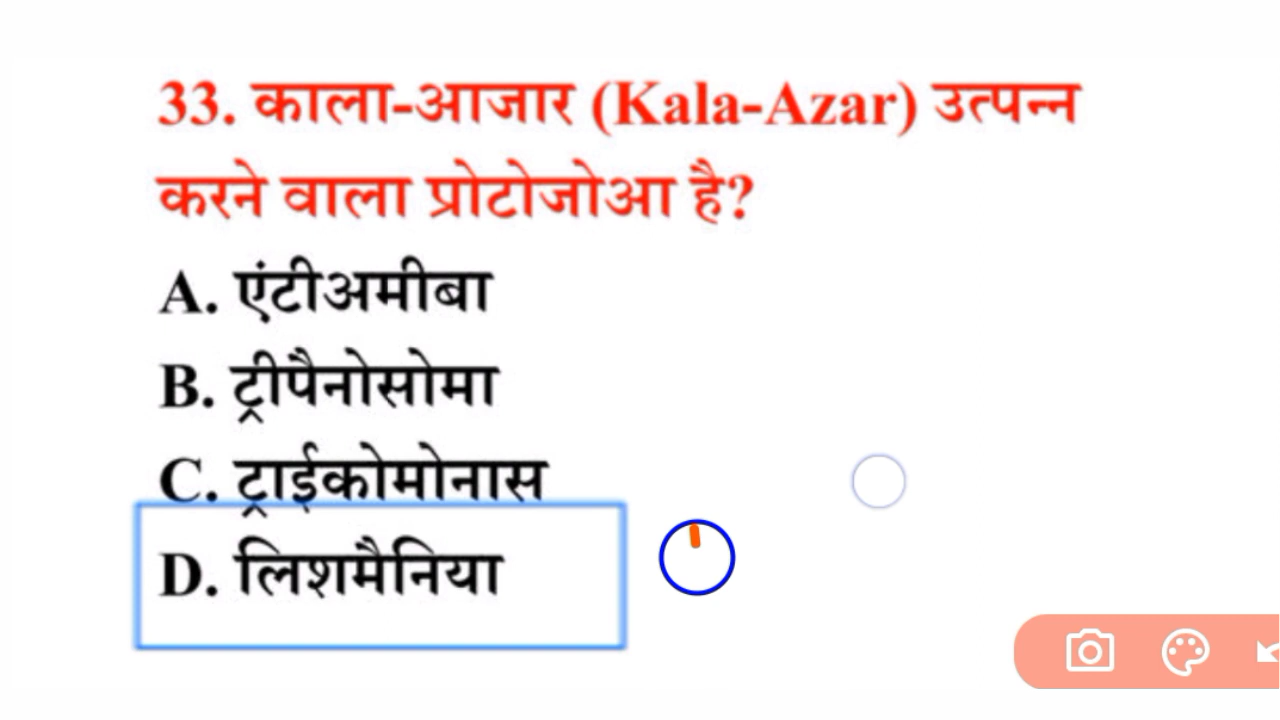 33. काला-आजार (Kala-Azar) उत्पन्न
करने वाला प्रोटोजोआ है?
A. एंटीअमीबा
B. ट्रीपैनोसोमा
C. ट्राईकोमोनास
D. लिशमैनिया